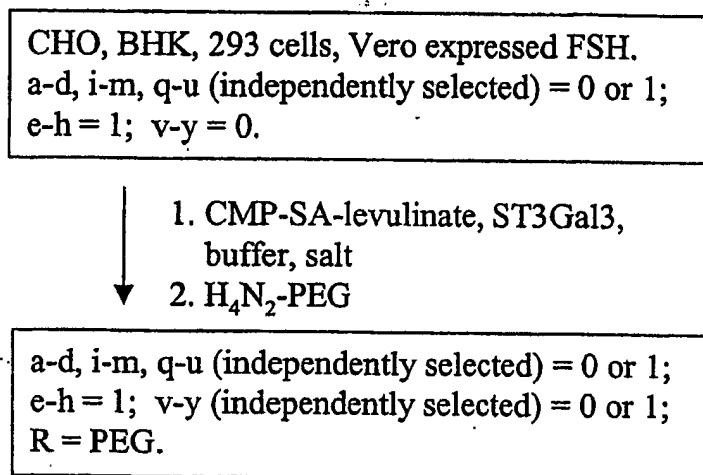 CHO, BHK, 293 cells, Vero expressed FSH.
a-d, i-m, q-u (independently selected) = 0 or 1;
e-h = 1; v-y = 0.
1. CMP-SA-levulinate, ST3Gal3,
buffer, salt
2. H₄N₂-PEG
a-d, i-m, q-u (independently selected) = 0 or 1;
e-h = 1; v-y (independently selected) = 0 or 1;
R = PEG.